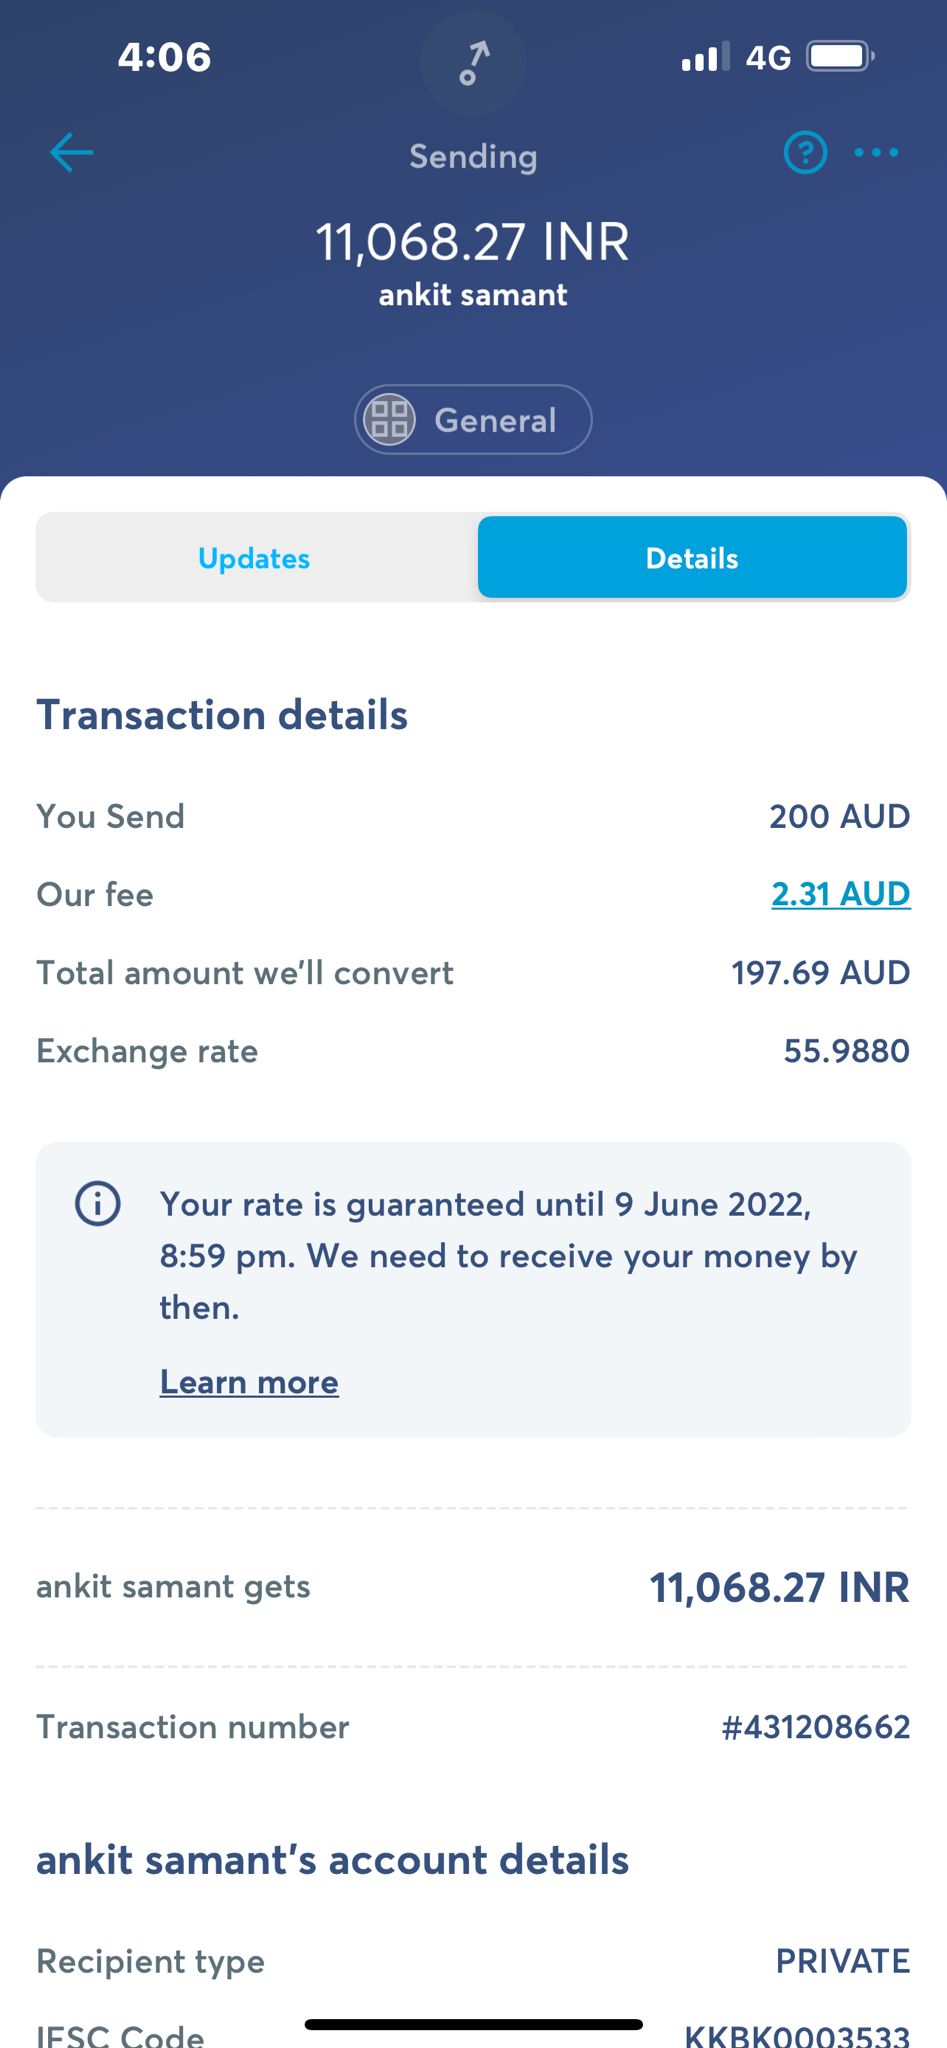 4:06
4G
Sending
11,068.27 INR
ankit samant
General
Updates
Details
Transaction details
You Send
200 AUD
Our fee
2.31 AUD
Total amount we'll convert
197.69 AUD
Exchange rate
55.9880
Your rate is guaranteed until 9 June 2022,
8:59 pm. We need to receive your money by
then.
Learn more
ankit samant gets
11,068.27 INR
Transaction number
#431208662
ankit samant's account details
Recipient type
PRIVATE
IFSC Code
KKBK0003533